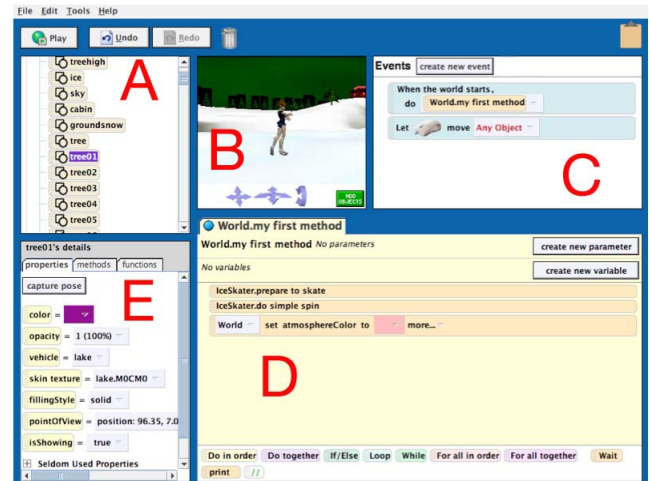 File Edit Tools Help
Play Undo Redo
treehigh
ice
sky
cabin
groundsnow
tree
tree01
tree02
tree03
tree04
tree05
A
B
ADD OBJECTS
Events create new event
When the world starts,
do World.my first method
Let move Any Object
C
tree01's details
properties methods functions
capture pose
E
color =
opacity = 1 (100%)
vehicle = lake
skin texture = lake.M0CM0
fillingStyle = solid
pointOfView = position: 96.35, 7.0
isShowing = true
Seldom Used Properties
World.my first method
World.my first method No parameters create new parameter
No variables create new variable
IceSkater.prepare to skate
IceSkater.do simple spin
World set atmosphereColor to more...
D
Do in order Do together If/Else Loop While For all in order For all together Wait
print //